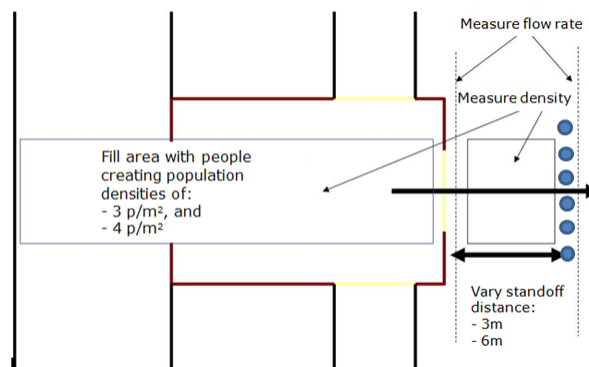 Measure flow rate
Measure density
Fill area with people
creating population
densities of:
- 3 p/m², and
- 4 p/m²
Vary standoff
distance:
- 3m
- 6m